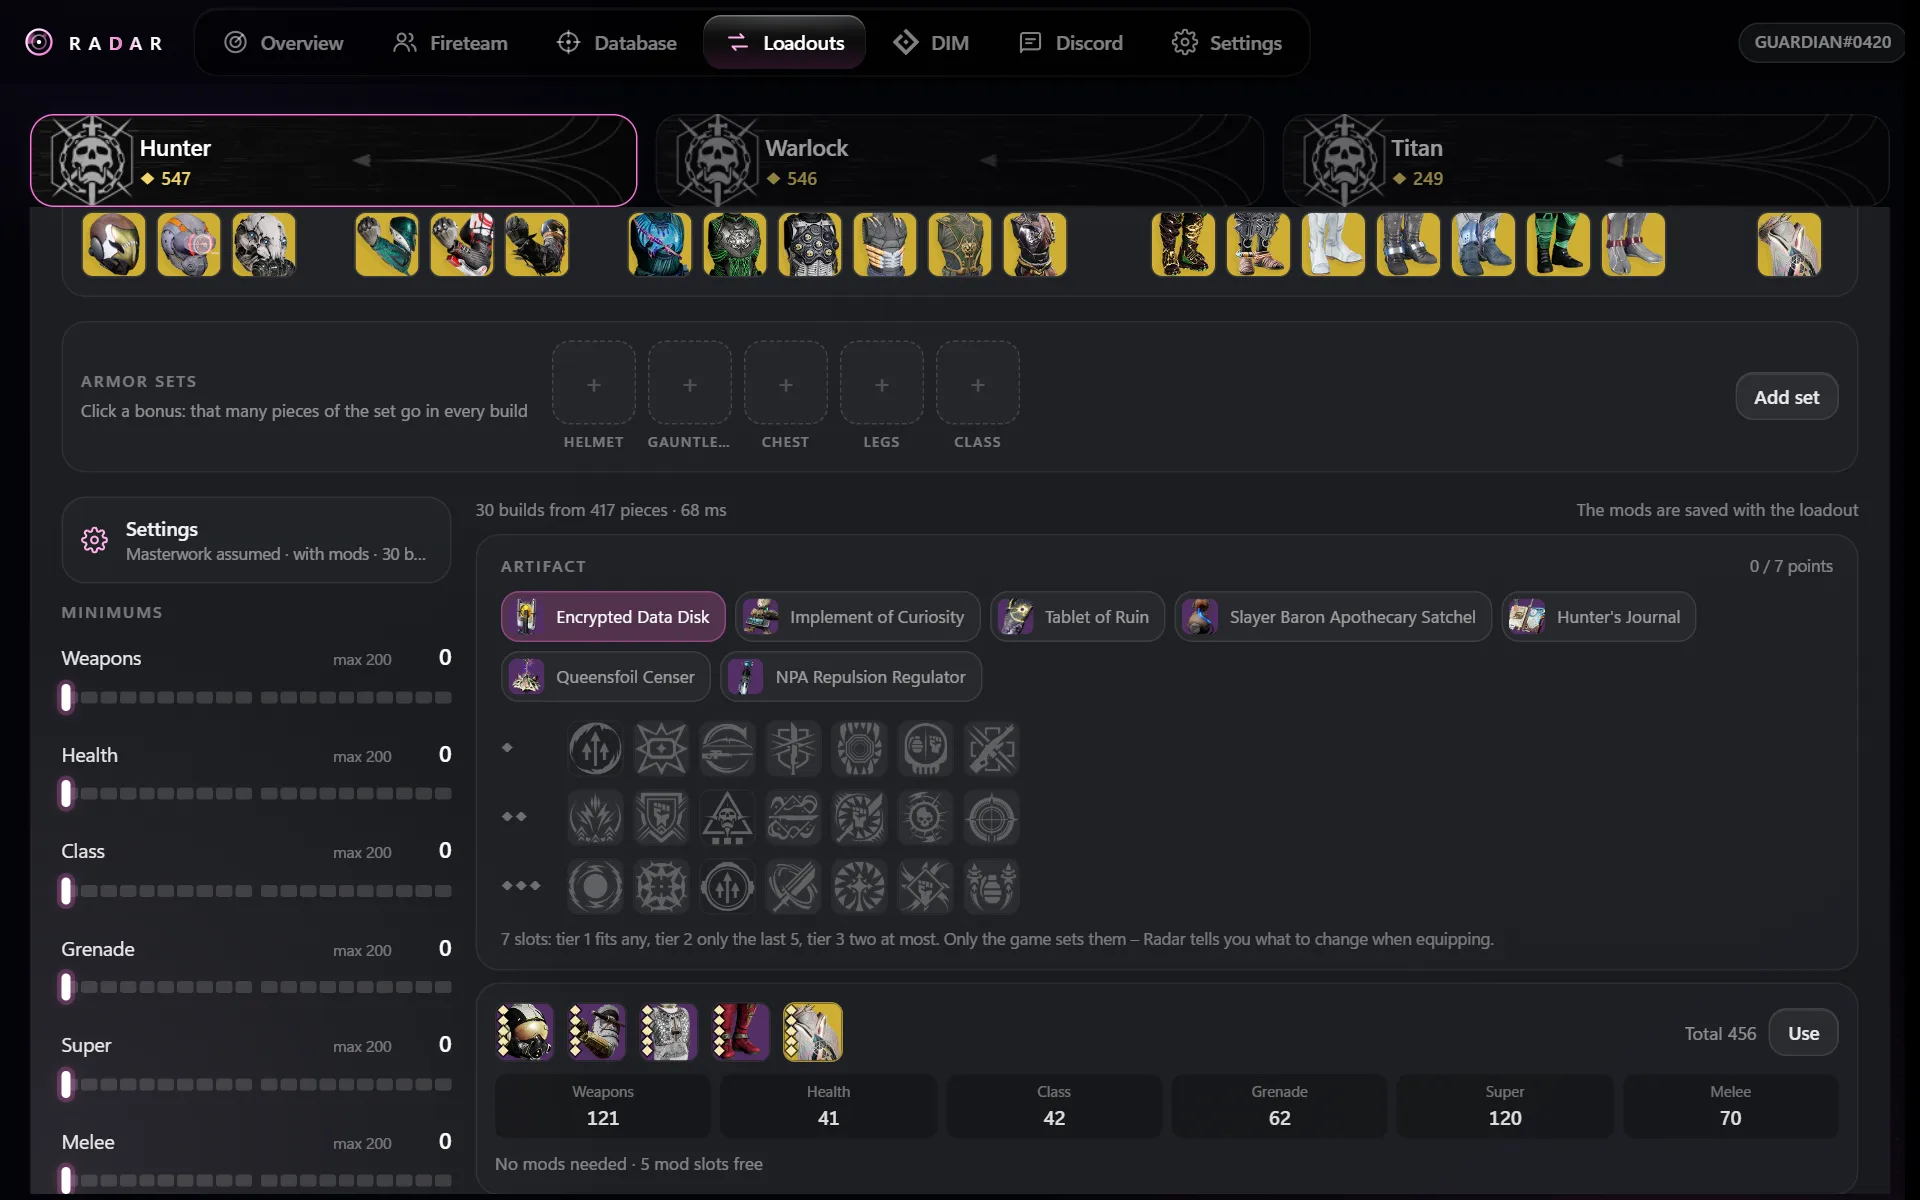 RADAR
Overview
Fireteam
Database
Loadouts
DIM
Discord
Settings
GUARDIAN#0420
Hunter
547
Warlock
546
Titan
249
ARMOR SETS
Click a bonus: that many pieces of the set go in every build
HELMET
GAUNTLE...
CHEST
LEGS
CLASS
Add set
Settings
Masterwork assumed · with mods · 30 b...
MINIMUMS
Weapons
max 200
0
Health
max 200
0
Class
max 200
0
Grenade
max 200
0
Super
max 200
0
Melee
max 200
0
30 builds from 417 pieces · 68 ms
The mods are saved with the loadout
ARTIFACT
0 / 7 points
Encrypted Data Disk
Implement of Curiosity
Tablet of Ruin
Slayer Baron Apothecary Satchel
Hunter's Journal
Queensfoil Censer
NPA Repulsion Regulator
7 slots: tier 1 fits any, tier 2 only the last 5, tier 3 two at most. Only the game sets them – Radar tells you what to change when equipping.
Total 456
Use
Weapons
121
Health
41
Class
42
Grenade
62
Super
120
Melee
70
No mods needed · 5 mod slots free